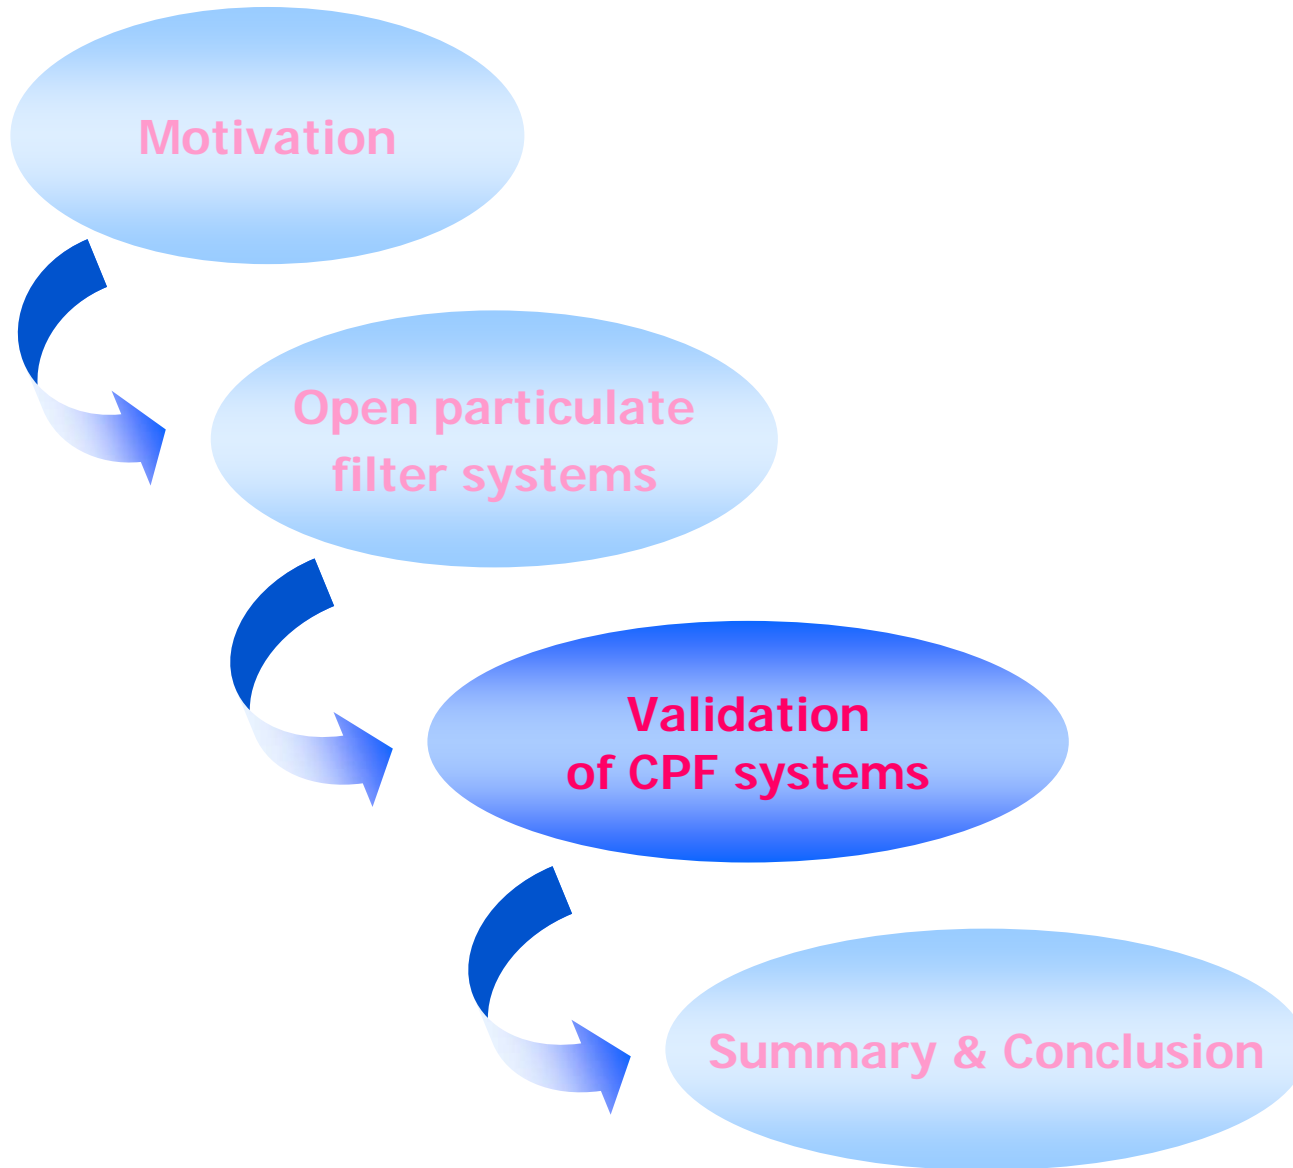 Motivation
Open particulate
filter systems
Validation
of CPF systems
Summary & Conclusion